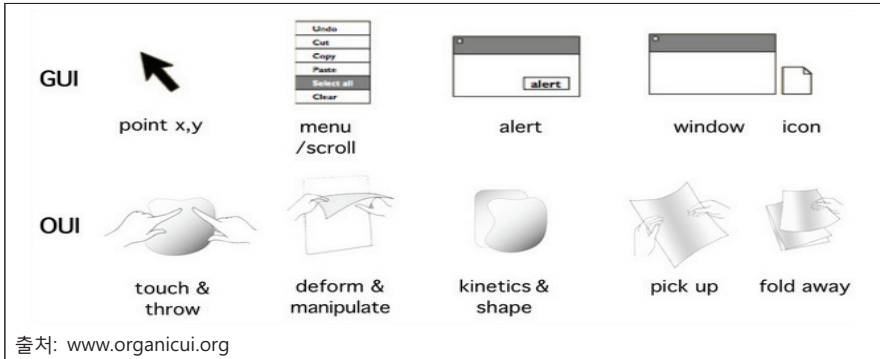 GUI
Undo
Cut
Copy
Paste
Select all
Clear
alert
point x,y
menu
/scroll
alert
window
icon
OUI
touch &
throw
deform &
manipulate
kinetics &
shape
pick up
fold away
출처: www.organicui.org